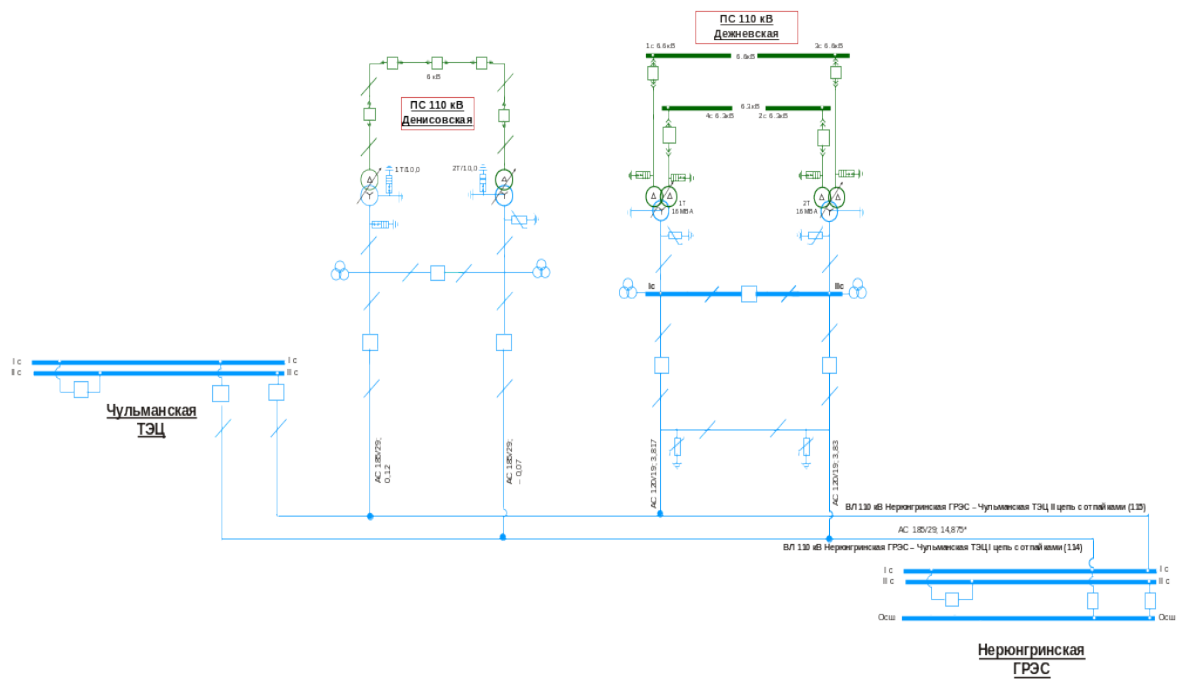 ПС 110 кВ
Дежневская
1с 6.6кВ
3с 6.6кВ
6.6кВ
6 кВ
ПС 110 кВ
Денисовская
6.3кВ
4с 6.3кВ
2с 6.3кВ
1Т/10,0
2Т/10,0
1Т
16 МВА
2Т
16 МВА
Iс
IIс
I с
I с
II с
II с
Чульманская
ТЭЦ
АС 185/29;
0,12
АС 185/29;
– 0,07
АС 120/19; 3,817
АС 120/19; 3,83
ВЛ 110 кВ Нерюнгринская ГРЭС – Чульманская ТЭЦ II цепь с отпайками (115)
АС 185/29; 14,875*
ВЛ 110 кВ Нерюнгринская ГРЭС – Чульманская ТЭЦ I цепь с отпайками (114)
I с
I с
II с
II с
Осш
Осш
Нерюнгринская
ГРЭС